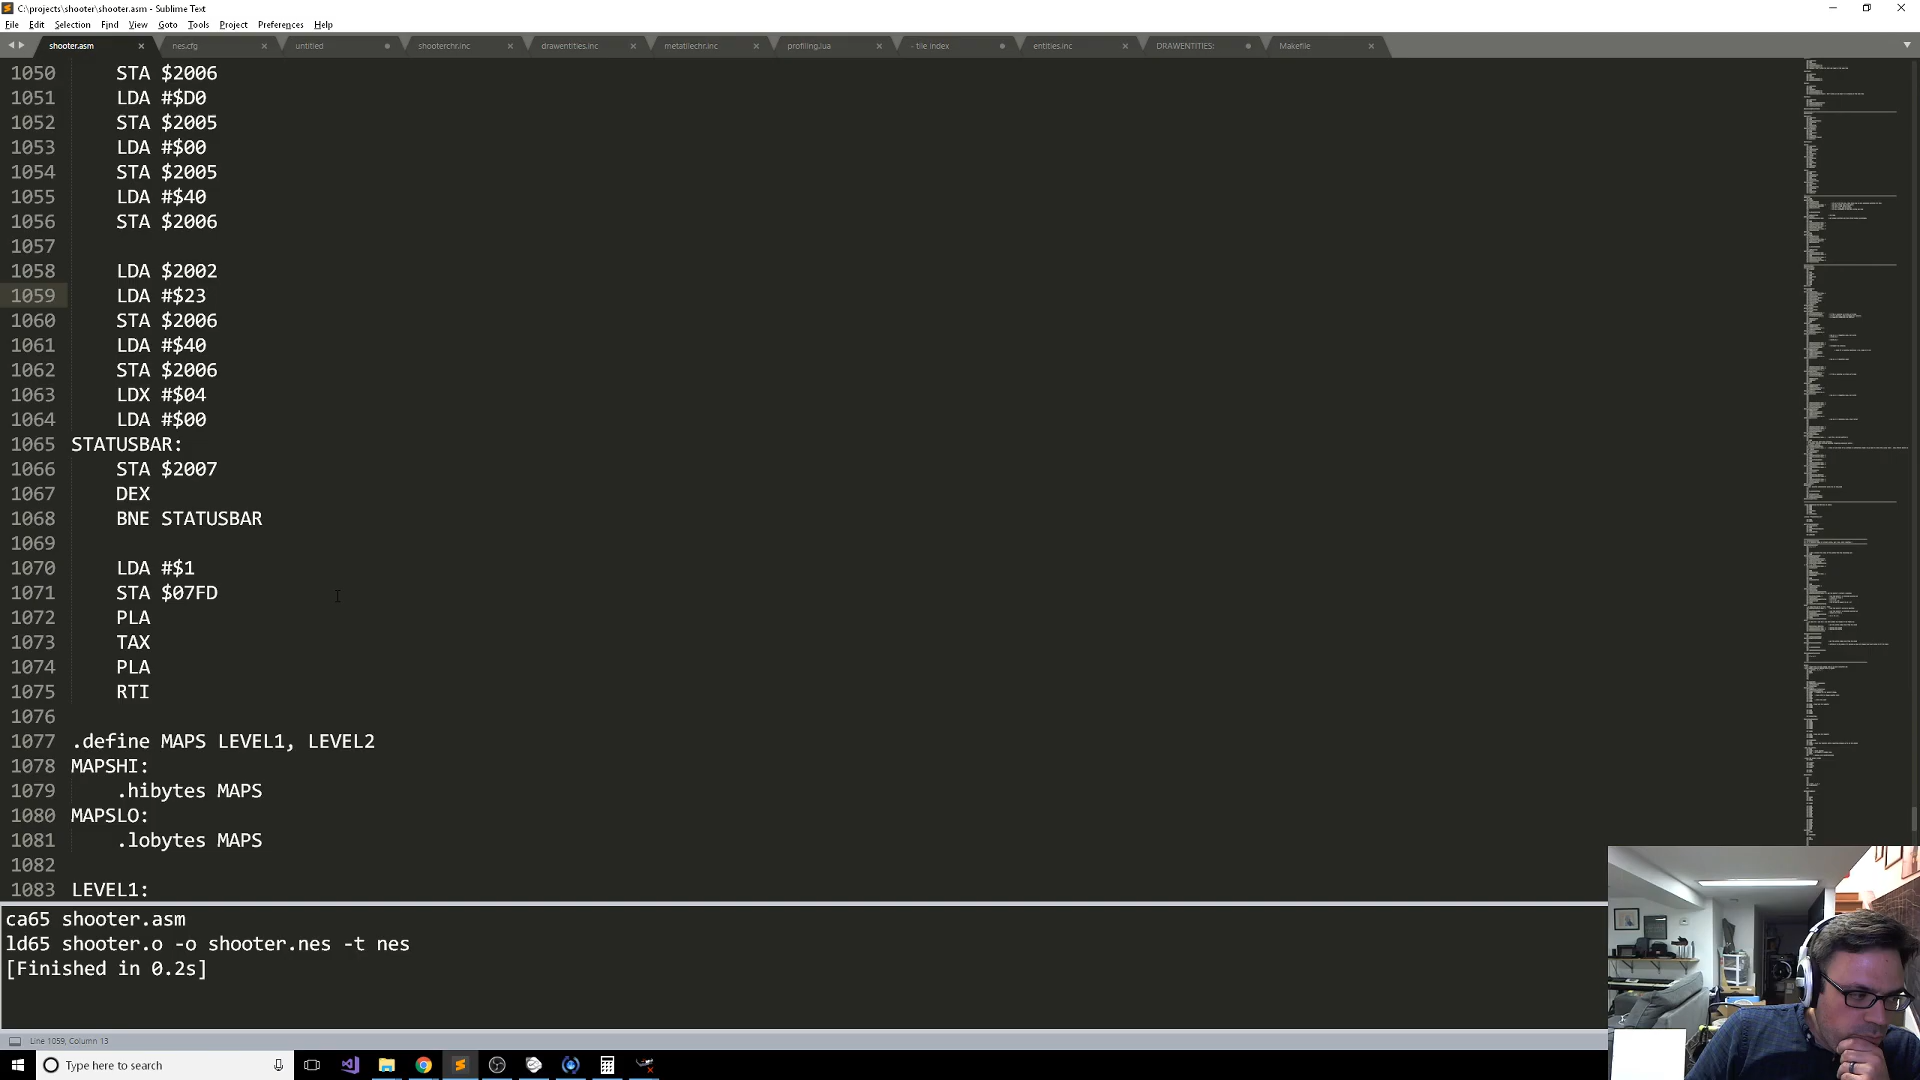 C:\projects\shooter\shooter.asm - Sublime Text
File Edit Selection Find View Goto Tools Project Preferences Help
shooter.asm nes.cfg untitled shooterchr.inc drawentities.inc metatilechr.inc profiling.lua - tile index entities.inc DRAWENTITIES: Makefile
1050 STA $2006
1051 LDA #$D0
1052 STA $2005
1053 LDA #$00
1054 STA $2005
1055 LDA #$40
1056 STA $2006
1057
1058 LDA $2002
1059 LDA #$23
1060 STA $2006
1061 LDA #$40
1062 STA $2006
1063 LDX #$04
1064 LDA #$00
1065 STATUSBAR:
1066 STA $2007
1067 DEX
1068 BNE STATUSBAR
1069
1070 LDA #$1
1071 STA $07FD
1072 PLA
1073 TAX
1074 PLA
1075 RTI
1076
1077 .define MAPS LEVEL1, LEVEL2
1078 MAPSHI:
1079 .hibytes MAPS
1080 MAPSLO:
1081 .lobytes MAPS
1082
1083 LEVEL1:
ca65 shooter.asm
ld65 shooter.o -o shooter.nes -t nes
[Finished in 0.2s]
Line 1059, Column 13
Type here to search